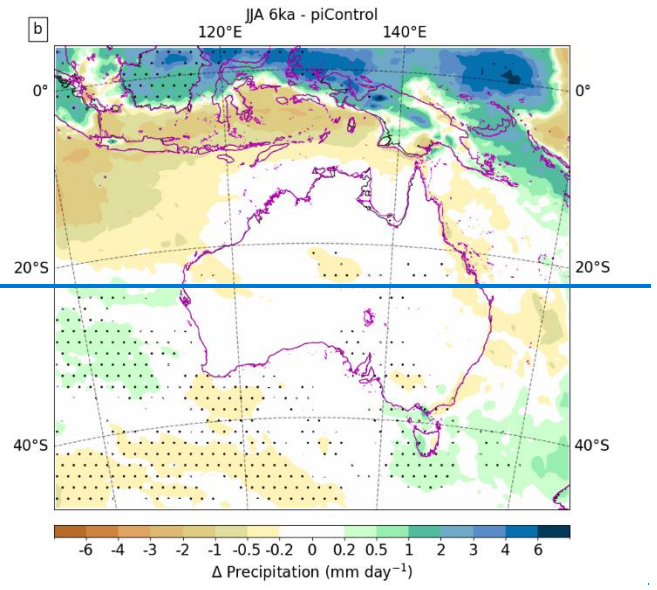 JJA 6ka - piControl
b
120°E 140°E
0° 0°
20°S 20°S
40°S 40°S
-6 -4 -3 -2 -1 -0.5 -0.2 0 0.2 0.5 1 2 3 4 6
Δ Precipitation (mm day⁻¹)